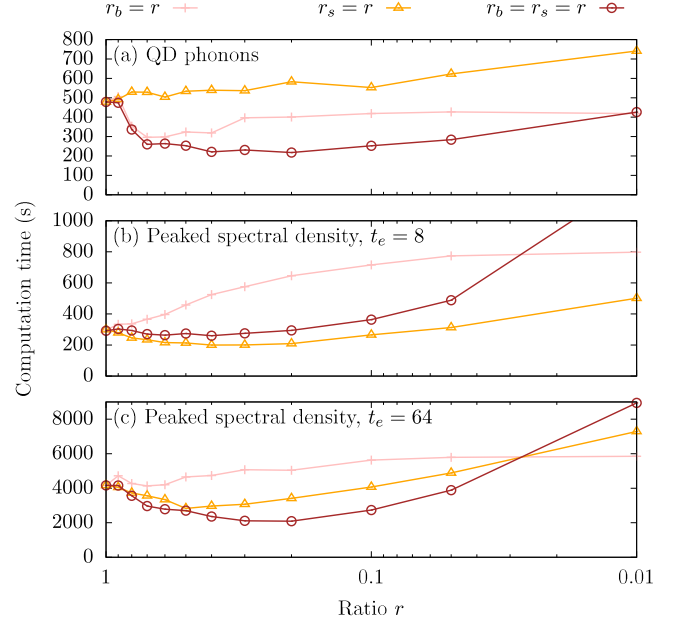 r_b = r r_s = r r_b = r_s = r
(a) QD phonons
800
700
600
500
400
300
200
100
0
(b) Peaked spectral density, t_e = 8
1000
800
600
400
200
0
(c) Peaked spectral density, t_e = 64
8000
6000
4000
2000
0
Computation time (s)
1 0.1 0.01
Ratio r